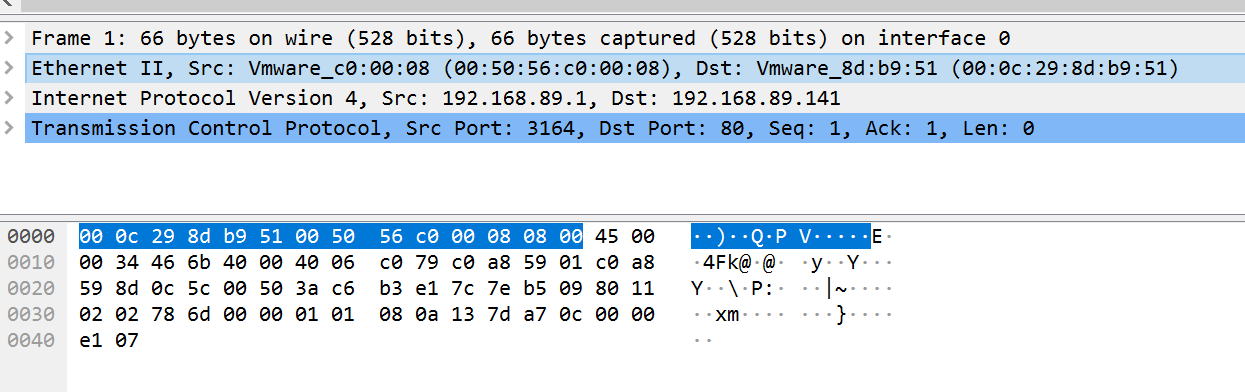 Frame 1: 66 bytes on wire (528 bits), 66 bytes captured (528 bits) on interface 0
Ethernet II, Src: Vmware_c0:00:08 (00:50:56:c0:00:08), Dst: Vmware_8d:b9:51 (00:0c:29:8d:b9:51)
Internet Protocol Version 4, Src: 192.168.89.1, Dst: 192.168.89.141
Transmission Control Protocol, Src Port: 3164, Dst Port: 80, Seq: 1, Ack: 1, Len: 0
0000 00 0c 29 8d b9 51 00 50 56 c0 00 08 08 00 45 00 ··)··Q·P V·····E·
0010 00 34 46 6b 40 00 40 06 c0 79 c0 a8 59 01 c0 a8 ·4Fk@·@· ·y··Y···
0020 59 8d 0c 5c 00 50 3a c6 b3 e1 7c 7e b5 09 80 11 Y··\·P:· ··|~····
0030 02 02 78 6d 00 00 01 01 08 0a 13 7d a7 0c 00 00 ··xm···· ···}····
0040 e1 07 ··